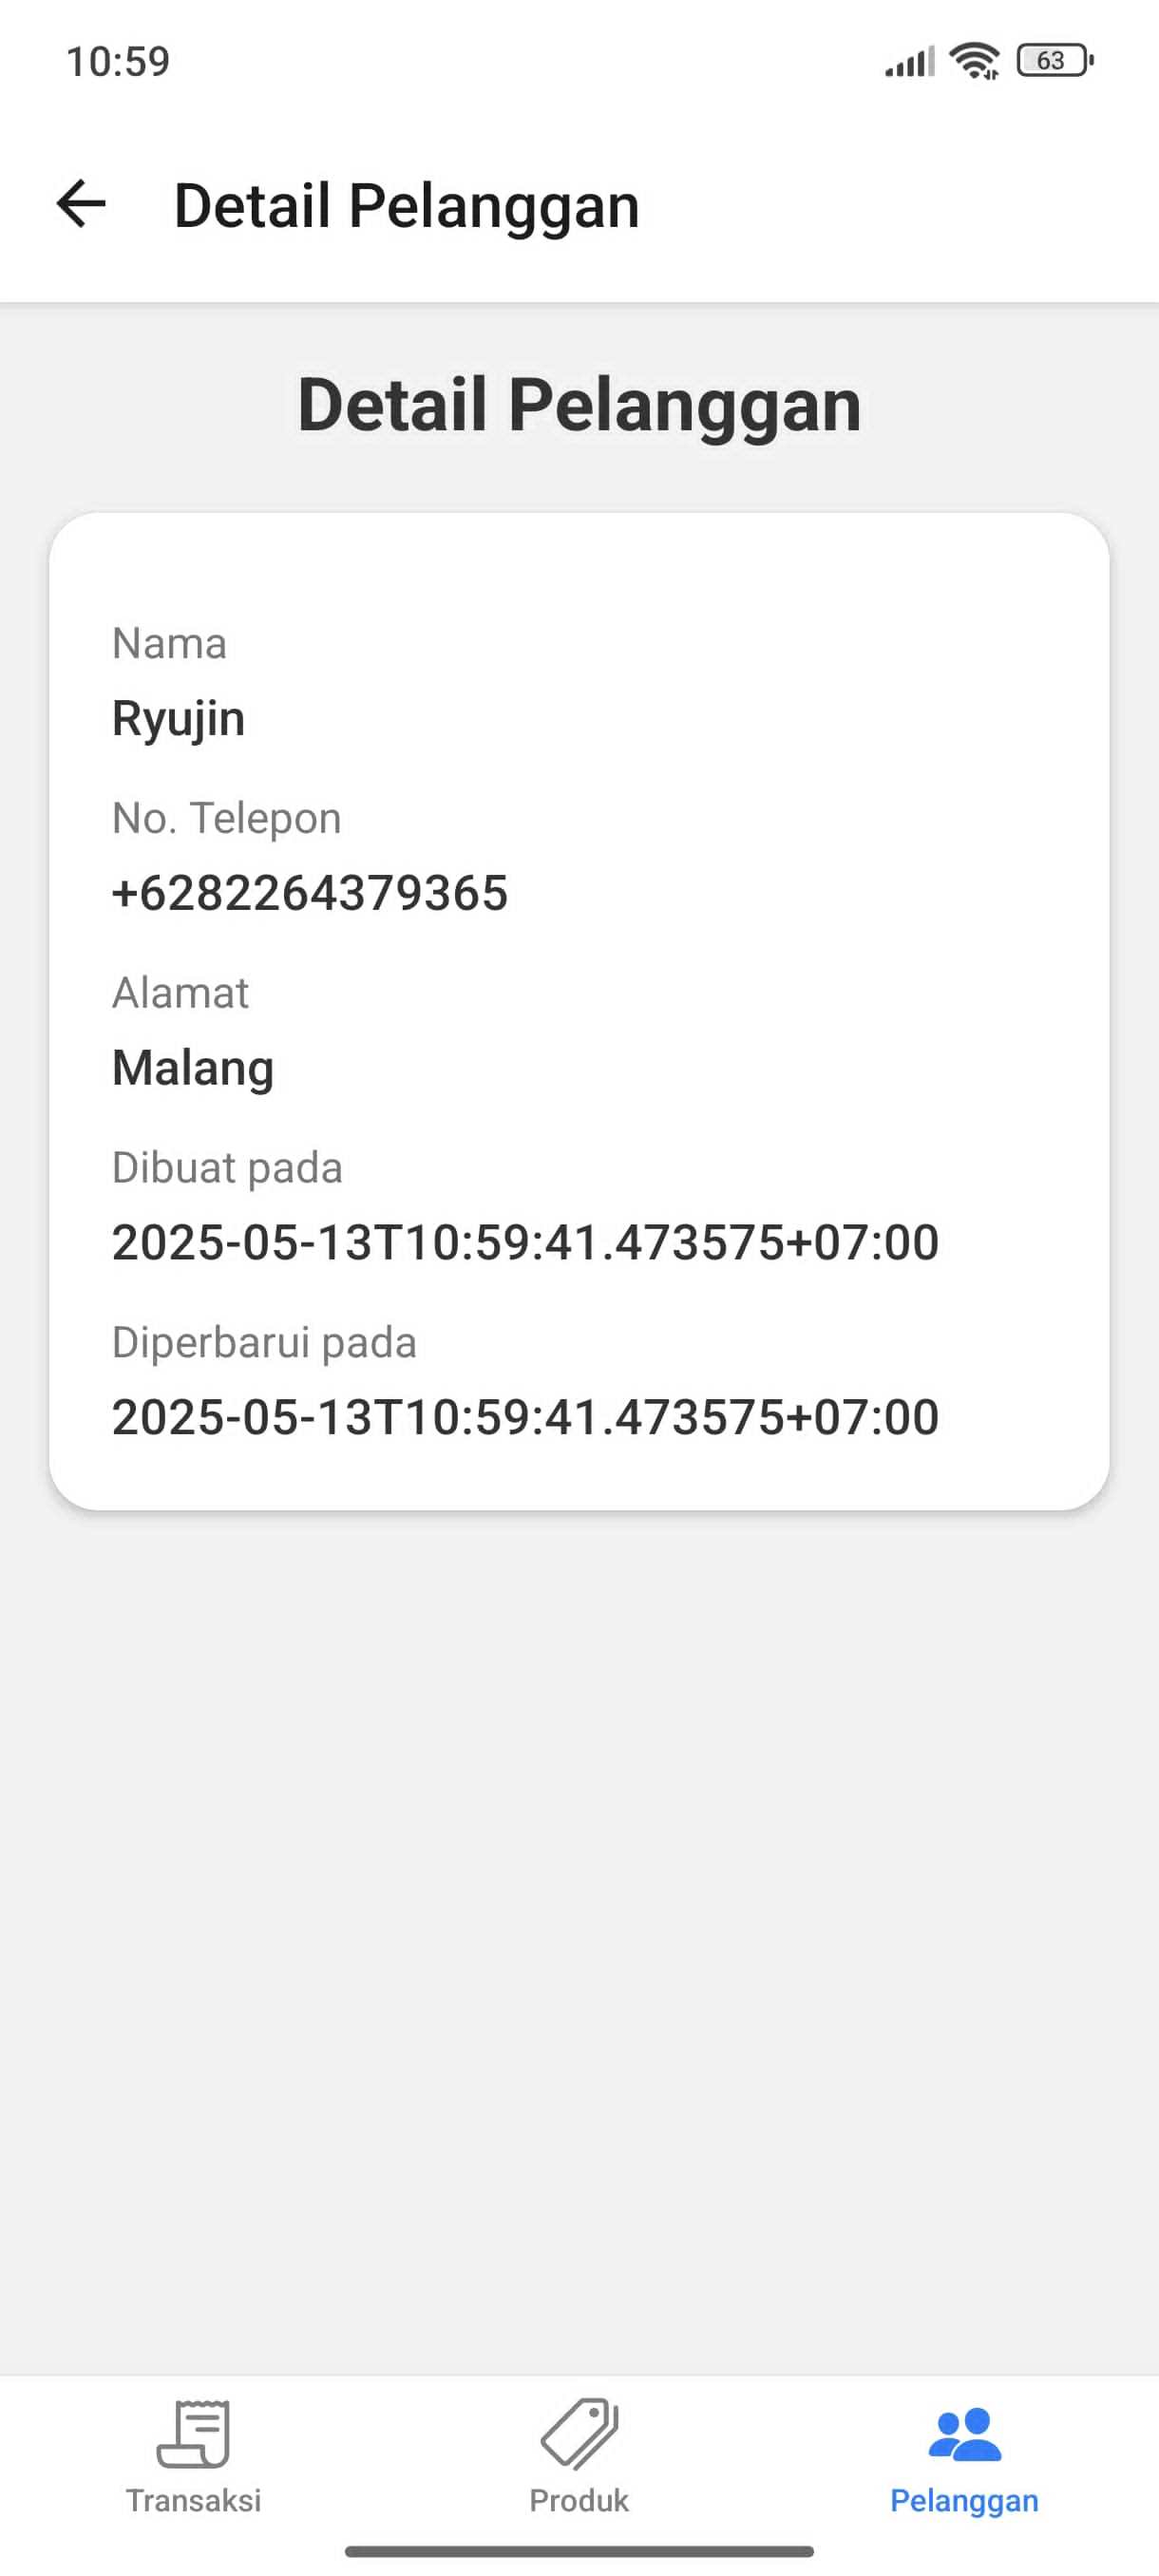 10:59
63
Detail Pelanggan
Detail Pelanggan
Nama
Ryujin
No. Telepon
+6282264379365
Alamat
Malang
Dibuat pada
2025-05-13T10:59:41.473575+07:00
Diperbarui pada
2025-05-13T10:59:41.473575+07:00
Transaksi
Produk
Pelanggan